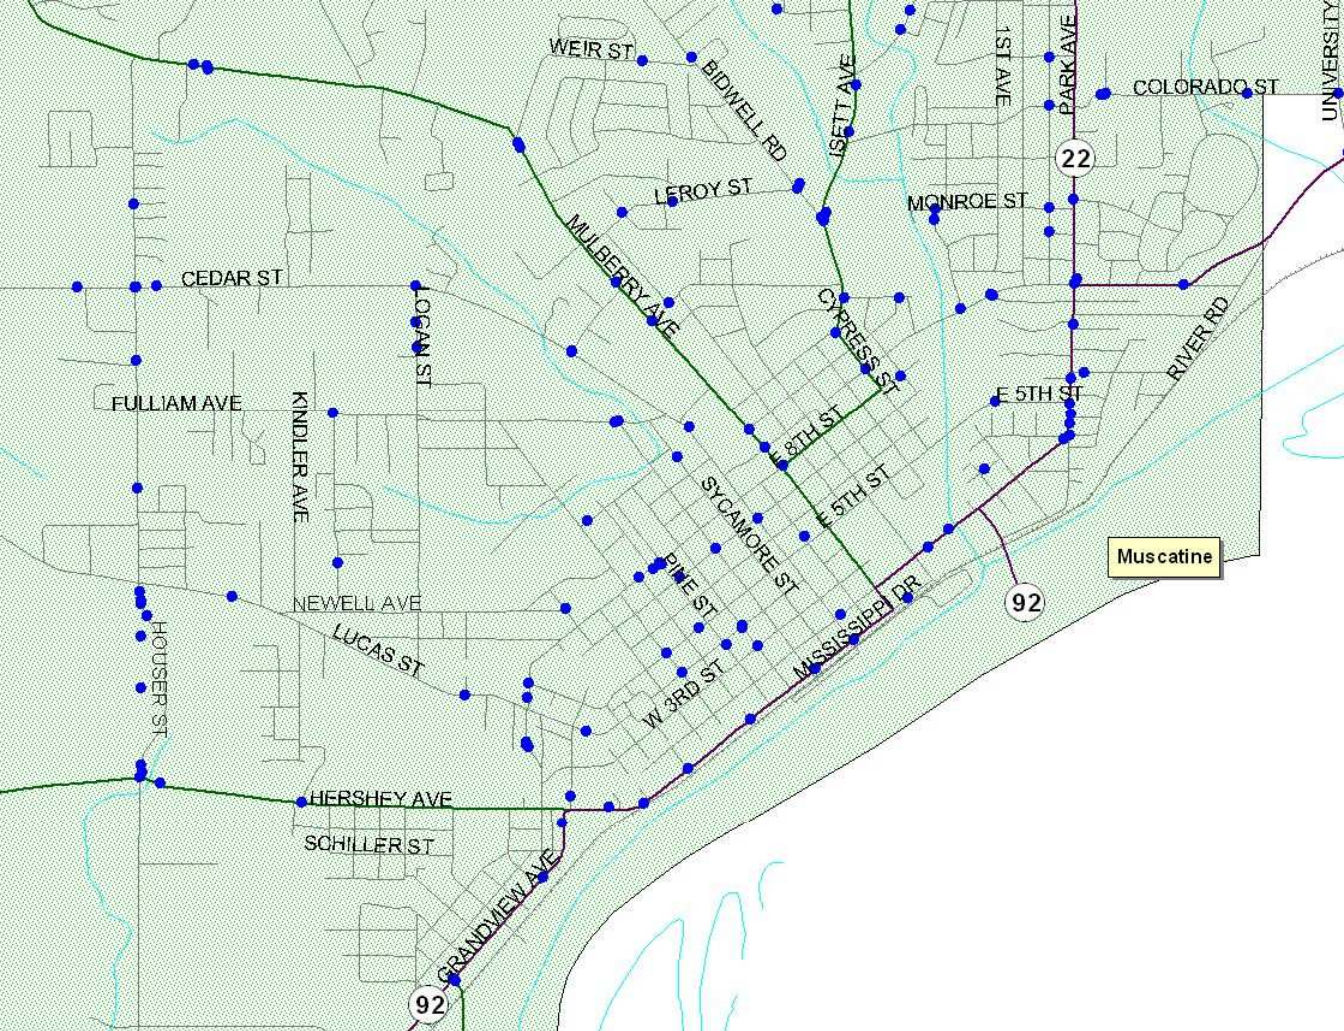 WEIR ST
BIDWELL RD
ISETT AVE
1ST AVE
PARK AVE
COLORADO ST
UNIVERSITY
22
LEROY ST
MONROE ST
MULBERRY AVE
CEDAR ST
LOGAN ST
CYPRESS ST
RIVER RD
FULLIAM AVE
KINDLER AVE
E 5TH ST
E 8TH ST
SYCAMORE ST
E 5TH ST
Muscatine
PINE ST
92
NEWELL AVE
LUCAS ST
HOUSER ST
MISSISSIPPI DR
W 3RD ST
HERSHEY AVE
SCHILLER ST
GRANDVIEW AVE
92